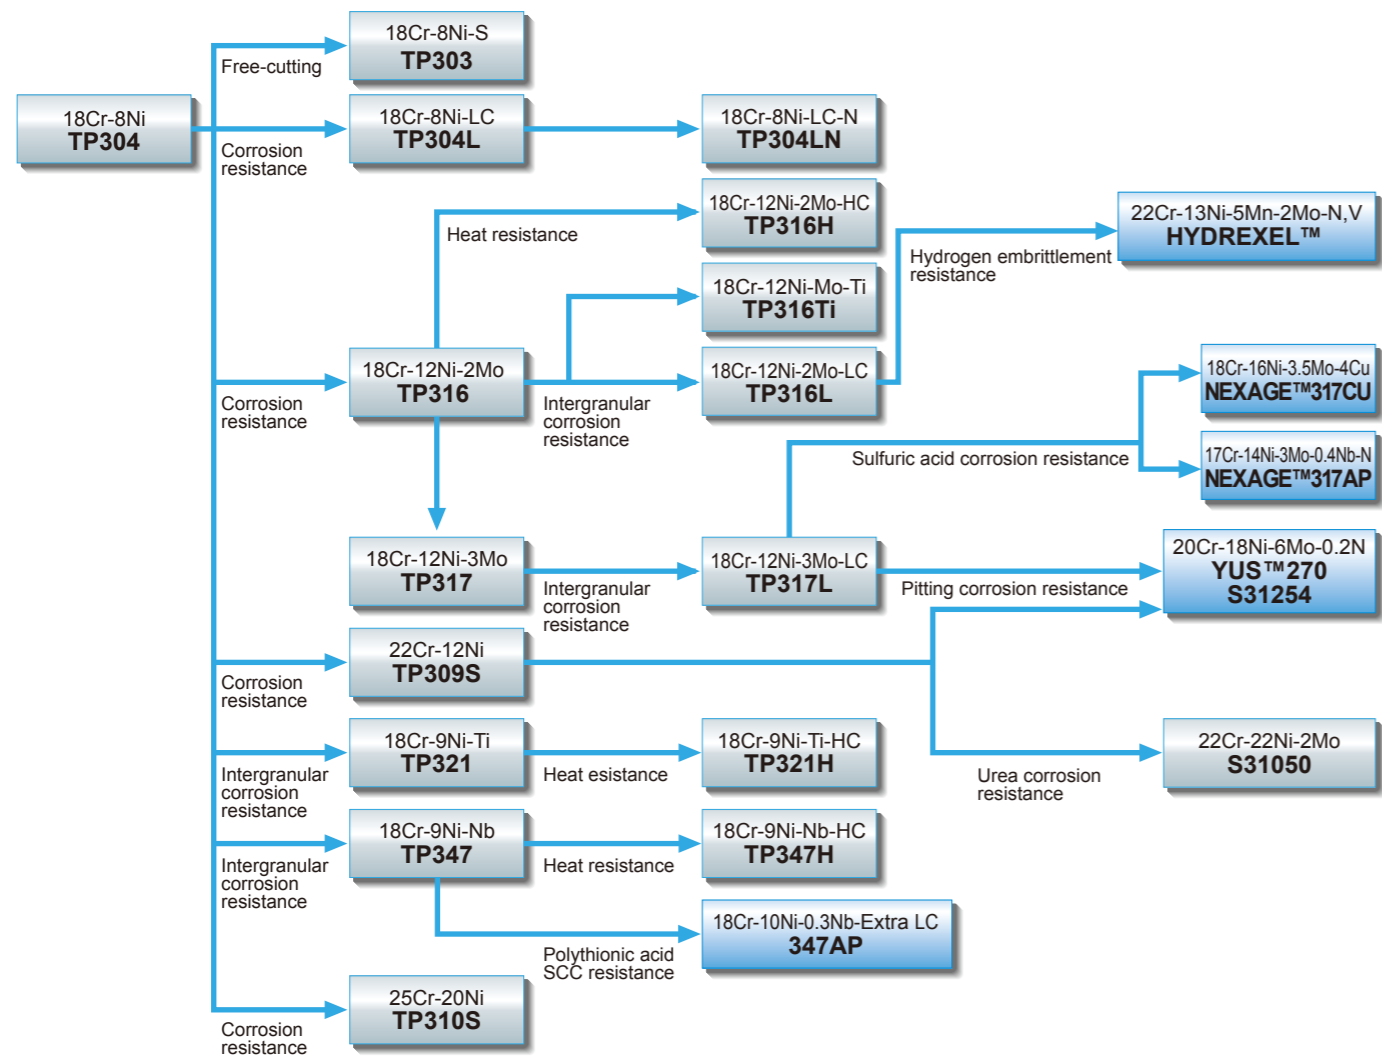 18Cr-8Ni
TP304
Free-cutting
18Cr-8Ni-S
TP303
Corrosion
resistance
18Cr-8Ni-LC
TP304L
18Cr-8Ni-LC-N
TP304LN
Corrosion
resistance
18Cr-12Ni-2Mo
TP316
Heat resistance
18Cr-12Ni-2Mo-HC
TP316H
18Cr-12Ni-Mo-Ti
TP316Ti
Intergranular
corrosion
resistance
18Cr-12Ni-2Mo-LC
TP316L
Hydrogen embrittlement
resistance
22Cr-13Ni-5Mn-2Mo-N,V
HYDREXEL™
18Cr-12Ni-3Mo
TP317
Intergranular
corrosion
resistance
18Cr-12Ni-3Mo-LC
TP317L
Sulfuric acid corrosion resistance
18Cr-16Ni-3.5Mo-4Cu
NEXAGE™317CU
17Cr-14Ni-3Mo-0.4Nb-N
NEXAGE™317AP
Pitting corrosion resistance
20Cr-18Ni-6Mo-0.2N
YUS™270
S31254
Corrosion
resistance
22Cr-12Ni
TP309S
Urea corrosion
resistance
22Cr-22Ni-2Mo
S31050
Intergranular
corrosion
resistance
18Cr-9Ni-Ti
TP321
Heat esistance
18Cr-9Ni-Ti-HC
TP321H
Intergranular
corrosion
resistance
18Cr-9Ni-Nb
TP347
Heat resistance
18Cr-9Ni-Nb-HC
TP347H
Polythionic acid
SCC resistance
18Cr-10Ni-0.3Nb-Extra LC
347AP
Corrosion
resistance
25Cr-20Ni
TP310S